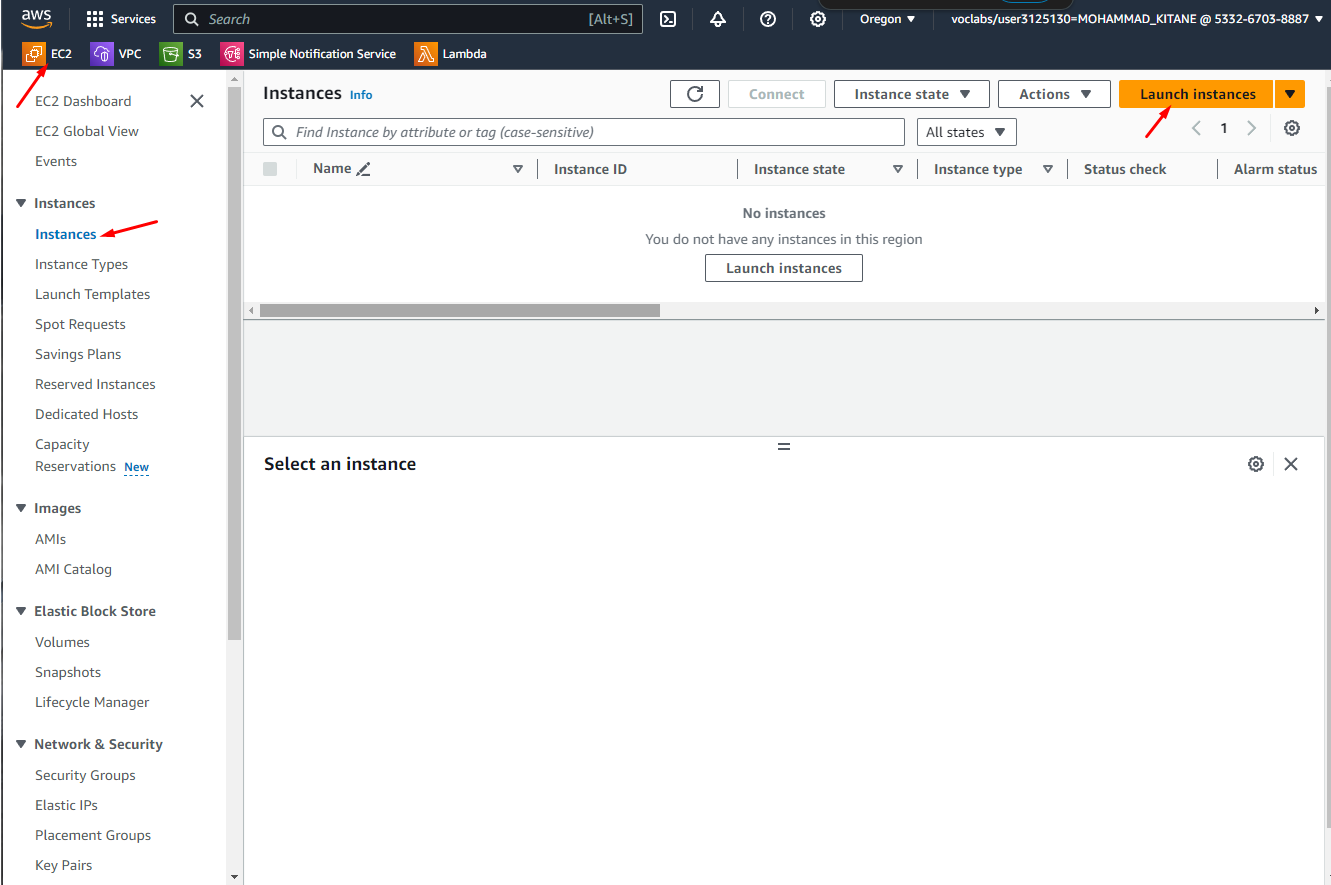 aws Services Search [Alt+S] Oregon voclabs/user3125130=MOHAMMAD_KITANE @ 5332-6703-8887
EC2 VPC S3 Simple Notification Service Lambda
EC2 Dashboard
EC2 Global View
Events
Instances
Instances
Instance Types
Launch Templates
Spot Requests
Savings Plans
Reserved Instances
Dedicated Hosts
Capacity
Reservations New
Images
AMIs
AMI Catalog
Elastic Block Store
Volumes
Snapshots
Lifecycle Manager
Network & Security
Security Groups
Elastic IPs
Placement Groups
Key Pairs
Instances Info Connect Instance state Actions Launch instances
Find Instance by attribute or tag (case-sensitive) All states 1
Name Instance ID Instance state Instance type Status check Alarm status
No instances
You do not have any instances in this region
Launch instances
Select an instance